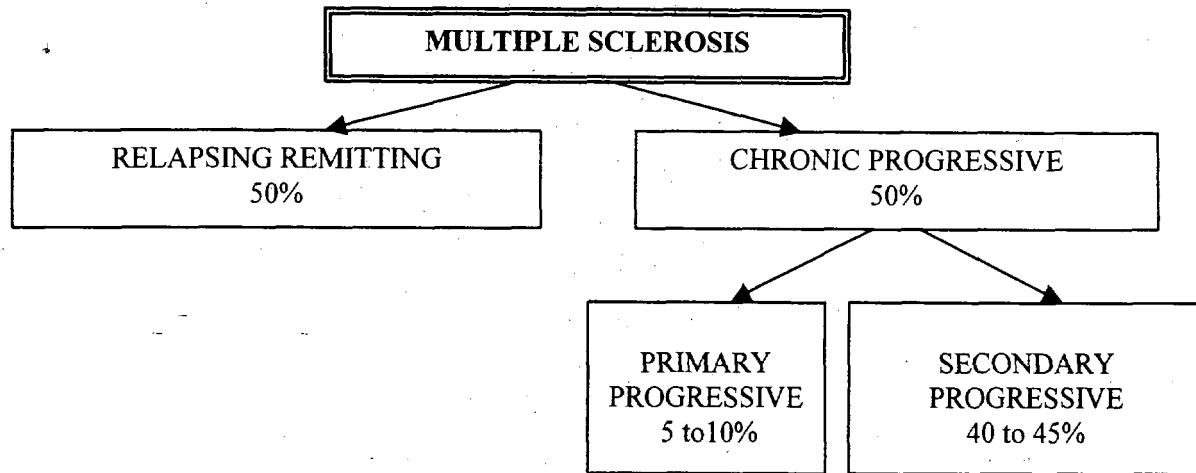 MULTIPLE SCLEROSIS
RELAPSING REMITTING
50%
CHRONIC PROGRESSIVE
50%
PRIMARY
PROGRESSIVE
5 to10%
SECONDARY
PROGRESSIVE
40 to 45%